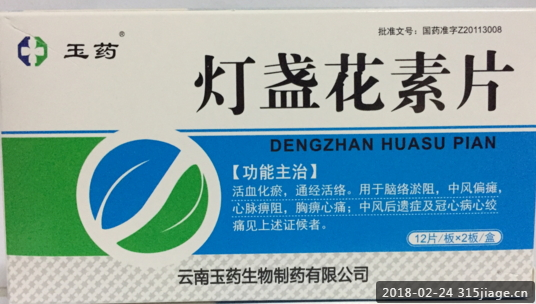 批准文号：国药准字Z20113008
玉药®
灯盏花素片
DENGZHAN HUASU PIAN
【功能主治】
活血化瘀，通经活络。用于脑络淤阻，中风偏瘫，
心脉痹阻，胸痹心痛；中风后遗症及冠心病心绞
痛见上述证候者。
12片/板×2板/盒
云南玉药生物制药有限公司
2018-02-24 315jiage.cn